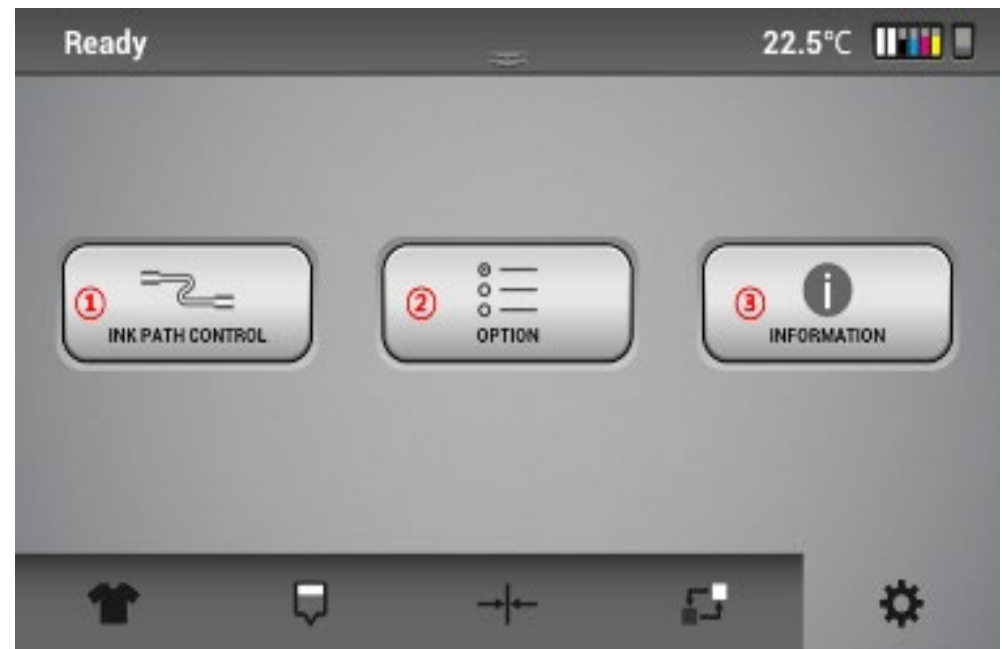 Ready
22.5°C
① INK PATH CONTROL
② OPTION
③ INFORMATION